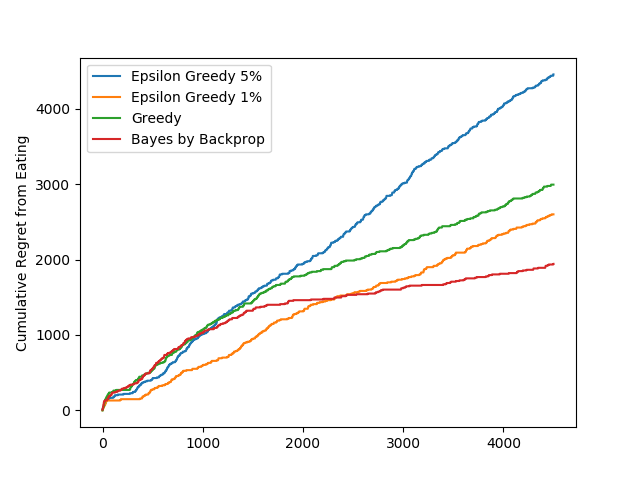 Epsilon Greedy 5%
Epsilon Greedy 1%
Greedy
Bayes by Backprop
Cumulative Regret from Eating
4000
3000
2000
1000
0
0 1000 2000 3000 4000